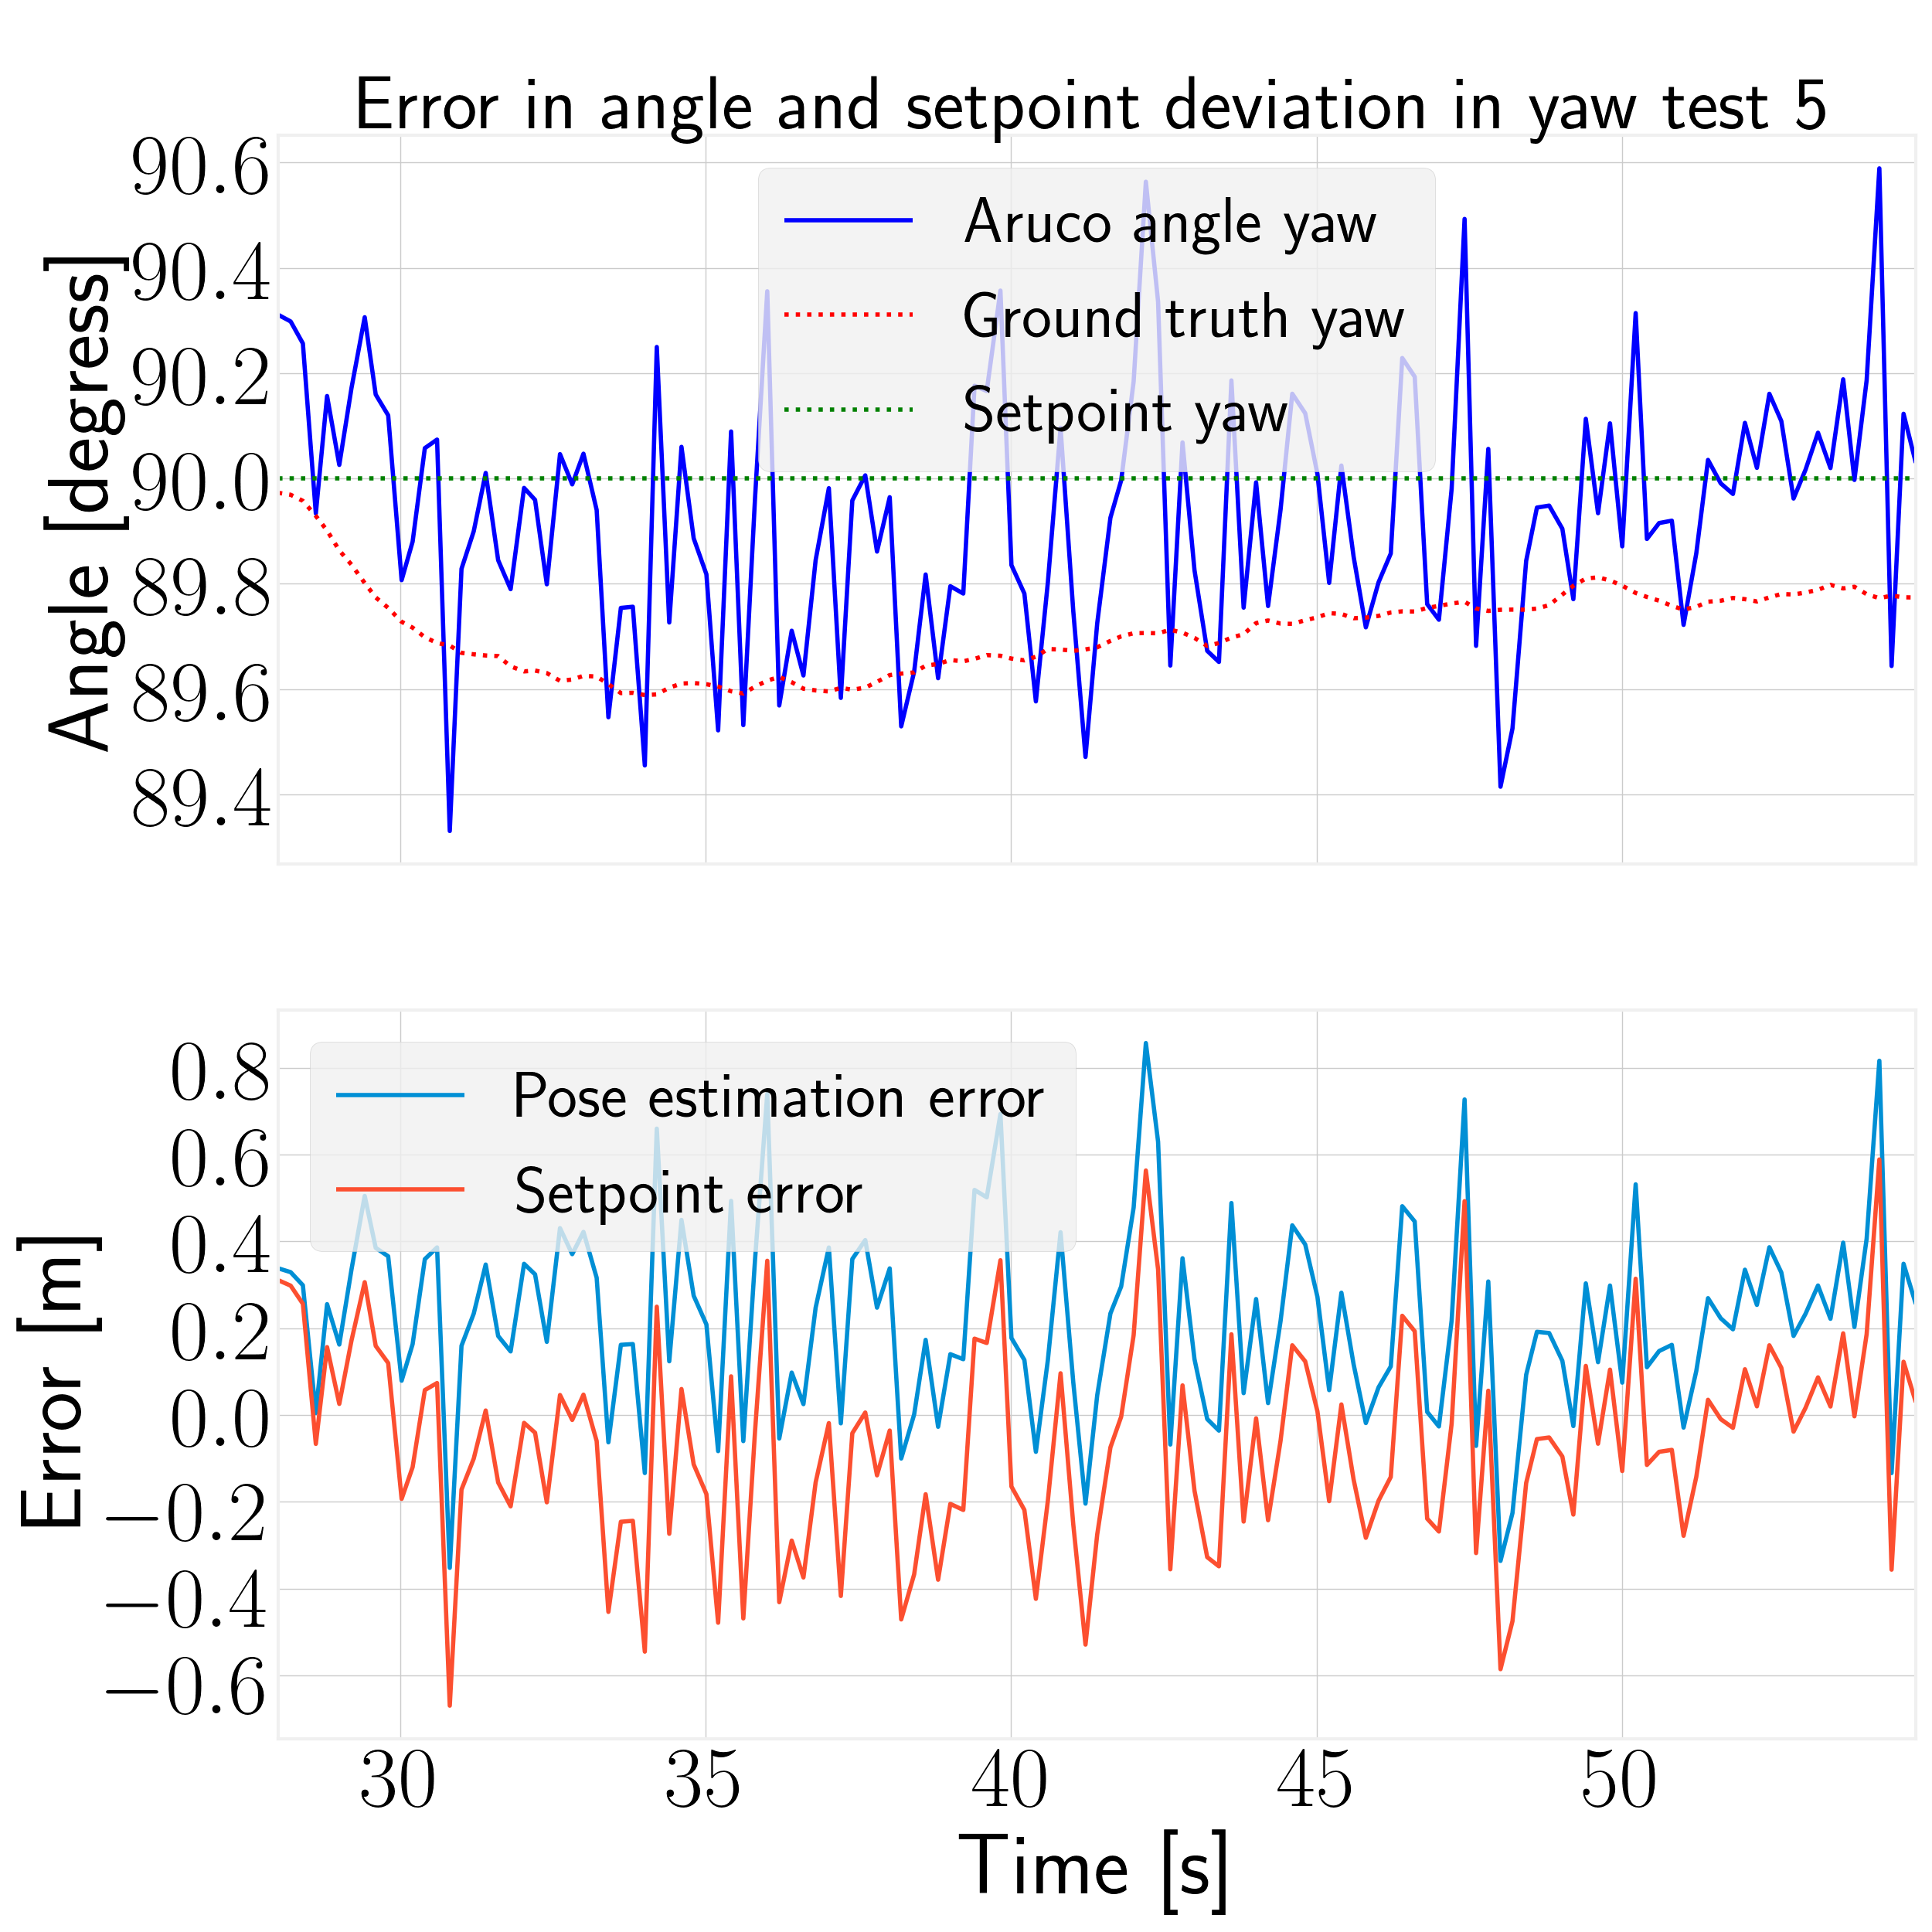 Error in angle and setpoint deviation in yaw test 5
Angle [degress]
90.6
90.4
90.2
90.0
89.8
89.6
89.4
Aruco angle yaw
Ground truth yaw
Setpoint yaw
Error [m]
0.8
0.6
0.4
0.2
0.0
−0.2
−0.4
−0.6
Pose estimation error
Setpoint error
30 35 40 45 50
Time [s]